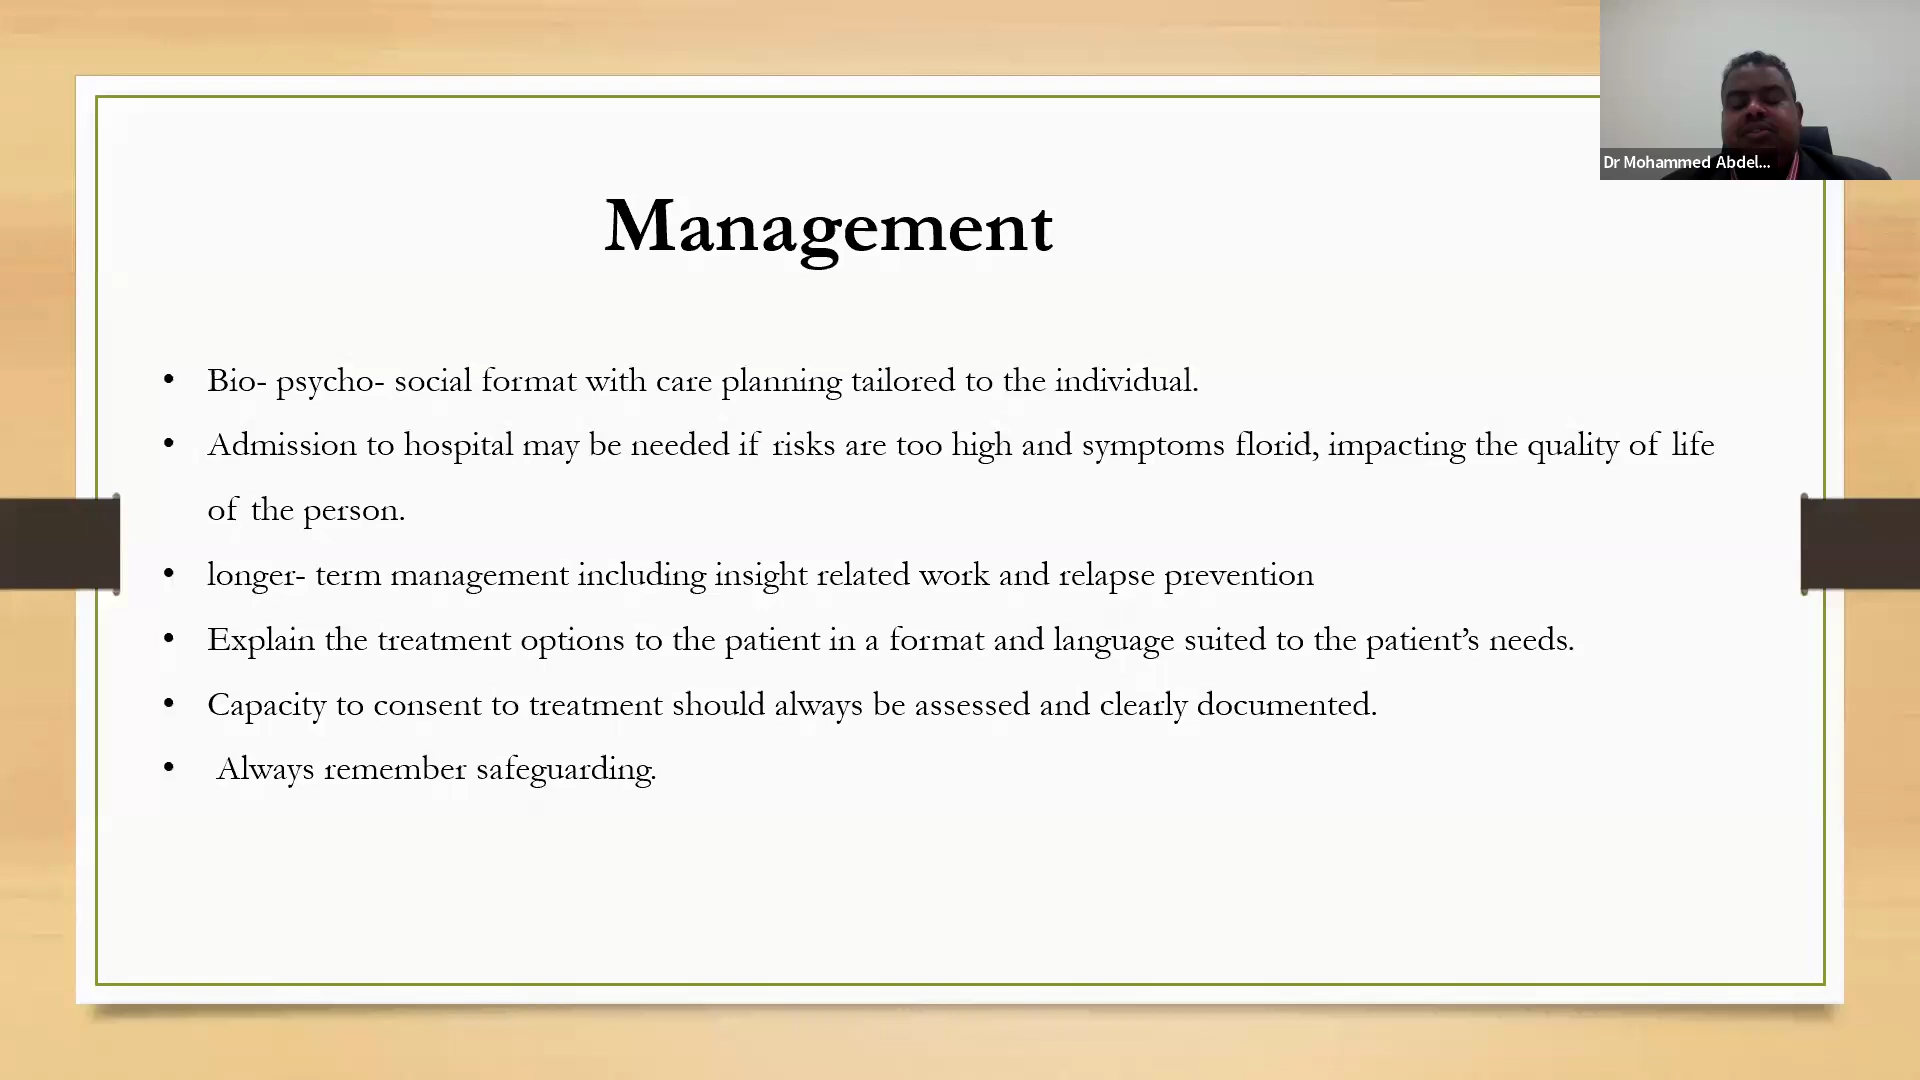 Dr Mohammed Abdel...
Management
• Bio- psycho- social format with care planning tailored to the individual.
• Admission to hospital may be needed if risks are too high and symptoms florid, impacting the quality of life
of the person.
• longer- term management including insight related work and relapse prevention
• Explain the treatment options to the patient in a format and language suited to the patient’s needs.
• Capacity to consent to treatment should always be assessed and clearly documented.
• Always remember safeguarding.